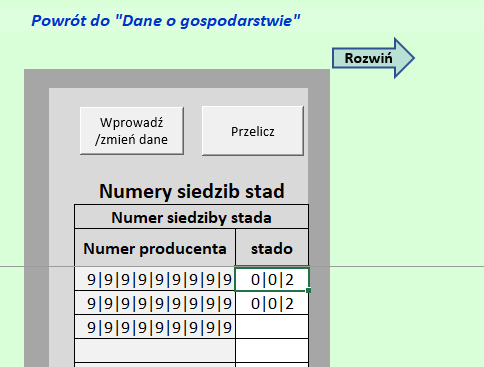 Powrót do "Dane o gospodarstwie"
Rozwiń
Wprowadź
/zmień dane
Przelicz
Numery siedzib stad
Numer siedziby stada
Numer producenta stado
9|9|9|9|9|9|9|9|9 0|0|2
9|9|9|9|9|9|9|9|9 0|0|2
9|9|9|9|9|9|9|9|9